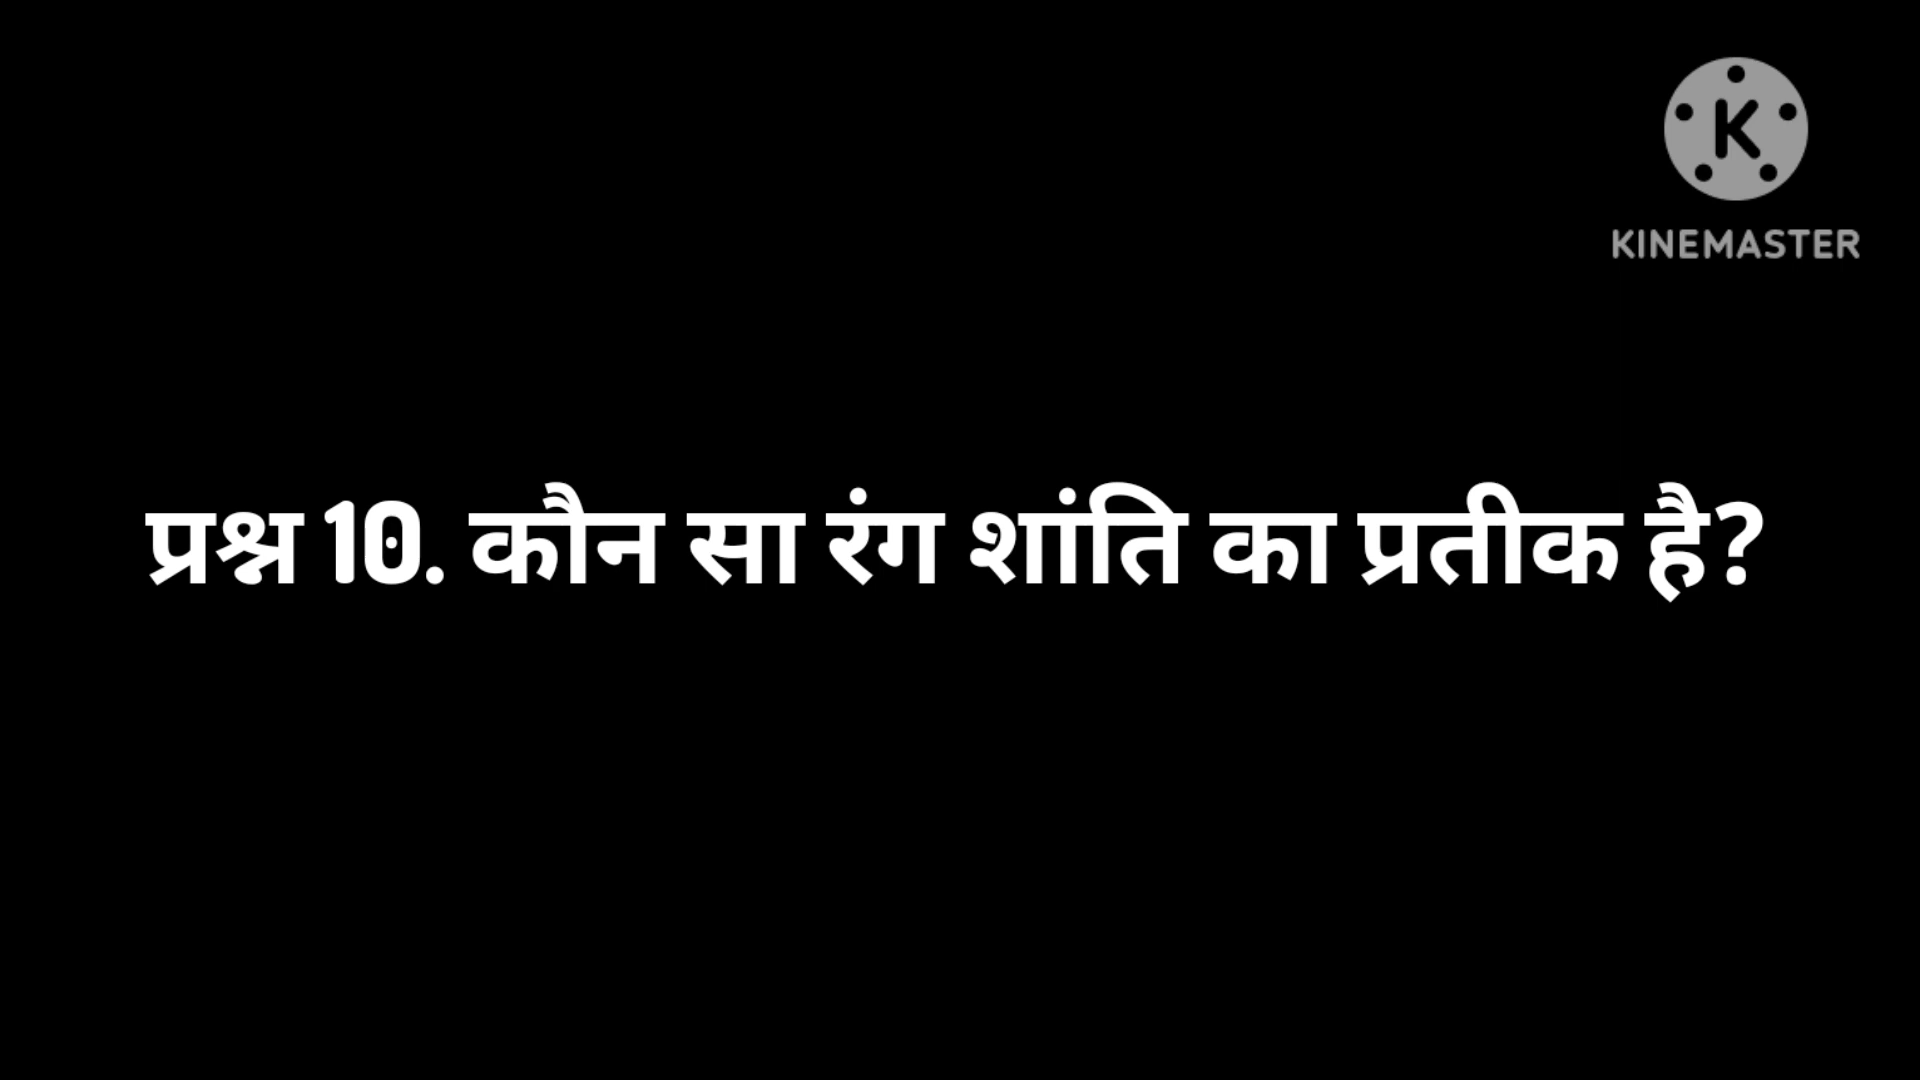 K
KINEMASTER
प्रश्न 10. कौन सा रंग शांति का प्रतीक है?